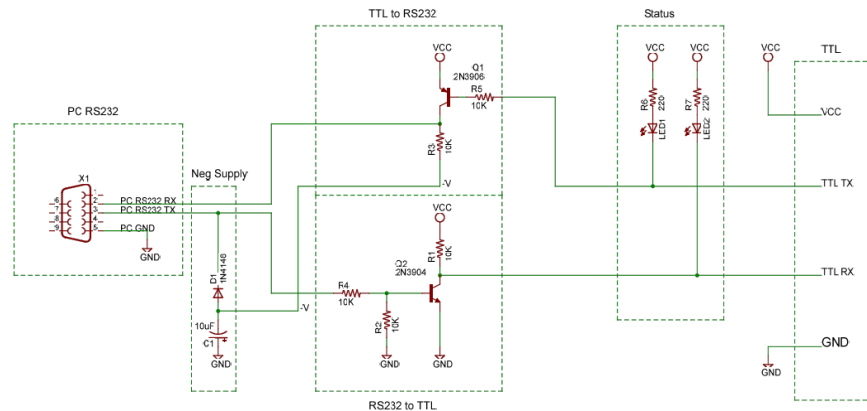 TTL to RS232
Status
VCC
Q1
2N3906
R5
10K
R3
10K
-V
VCC
VCC
R6
220
LED1
R7
220
LED2
VCC
TTL
VCC
TTL TX
TTL RX
GND
GND
PC RS232
X1
1
6
2
7
3
8
4
9
5
PC RS232 RX
PC RS232 TX
PC GND
GND
Neg Supply
D1
1N4148
-V
10uF
C1
GND
VCC
R1
10K
Q2
2N3904
R4
10K
R2
10K
GND
GND
RS232 to TTL